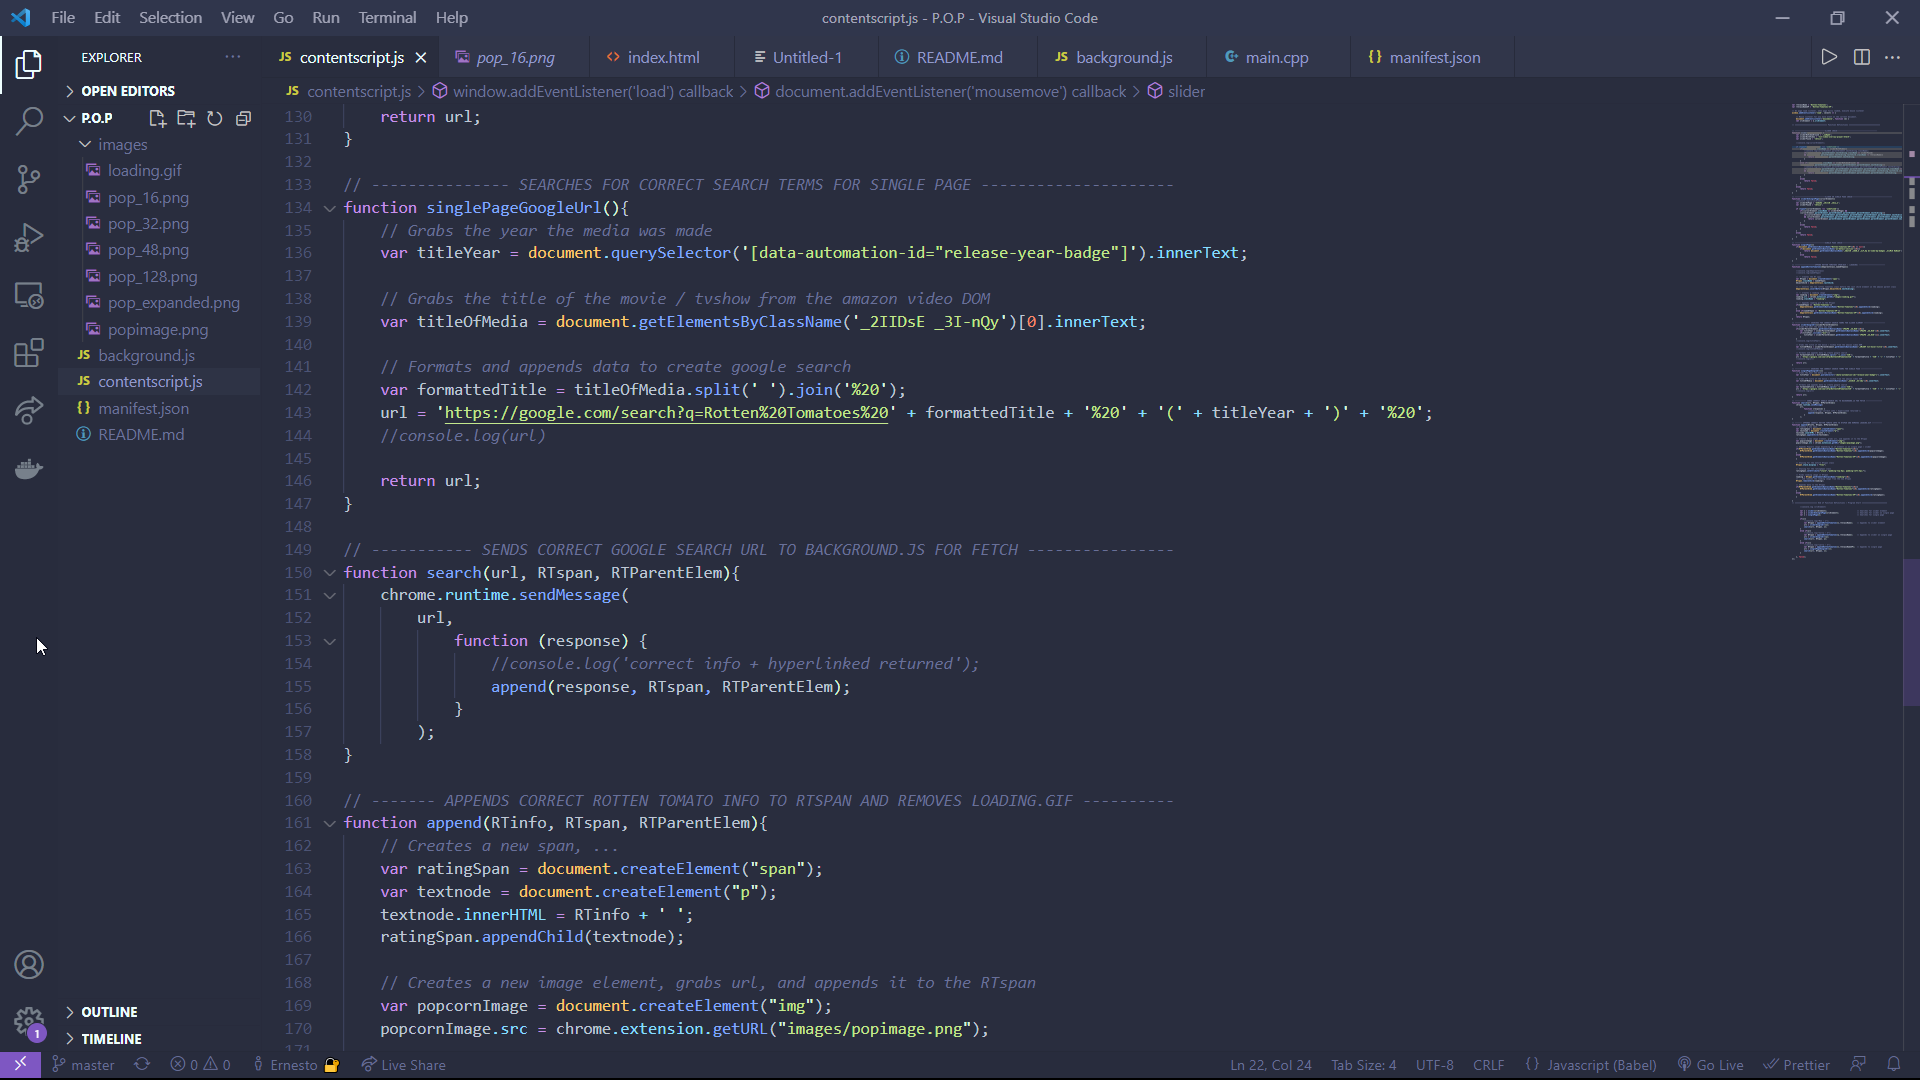 File Edit Selection View Go Run Terminal Help
contentscript.js - P.O.P - Visual Studio Code
EXPLORER
JS contentscript.js
pop_16.png
index.html
Untitled-1
README.md
JS background.js
main.cpp
{} manifest.json
OPEN EDITORS
P.O.P
images
loading.gif
pop_16.png
pop_32.png
pop_48.png
pop_128.png
pop_expanded.png
popimage.png
JS background.js
JS contentscript.js
{} manifest.json
README.md
OUTLINE
TIMELINE
JS contentscript.js > window.addEventListener('load') callback > document.addEventListener('mousemove') callback > slider
130 return url;
131 }
132
133 // --------------- SEARCHES FOR CORRECT SEARCH TERMS FOR SINGLE PAGE ---------------------
134 function singlePageGoogleUrl(){
135 // Grabs the year the media was made
136 var titleYear = document.querySelector('[data-automation-id="release-year-badge"]').innerText;
137
138 // Grabs the title of the movie / tvshow from the amazon video DOM
139 var titleOfMedia = document.getElementsByClassName('_2IIDsE _3I-nQy')[0].innerText;
140
141 // Formats and appends data to create google search
142 var formattedTitle = titleOfMedia.split(' ').join('%20');
143 url = 'https://google.com/search?q=Rotten%20Tomatoes%20' + formattedTitle + '%20' + '(' + titleYear + ')' + '%20';
144 //console.log(url)
145
146 return url;
147 }
148
149 // ----------- SENDS CORRECT GOOGLE SEARCH URL TO BACKGROUND.JS FOR FETCH ----------------
150 function search(url, RTspan, RTParentElem){
151 chrome.runtime.sendMessage(
152 url,
153 function (response) {
154 //console.log('correct info + hyperlinked returned');
155 append(response, RTspan, RTParentElem);
156 }
157 );
158 }
159
160 // ------- APPENDS CORRECT ROTTEN TOMATO INFO TO RTSPAN AND REMOVES LOADING.GIF ----------
161 function append(RTinfo, RTspan, RTParentElem){
162 // Creates a new span, ...
163 var ratingSpan = document.createElement("span");
164 var textnode = document.createElement("p");
165 textnode.innerHTML = RTinfo + ' ';
166 ratingSpan.appendChild(textnode);
167
168 // Creates a new image element, grabs url, and appends it to the RTspan
169 var popcornImage = document.createElement("img");
170 popcornImage.src = chrome.extension.getURL("images/popimage.png");
171
1
master 0 0 Ernesto Live Share
Ln 22, Col 24 Tab Size: 4 UTF-8 CRLF {} Javascript (Babel) Go Live Prettier